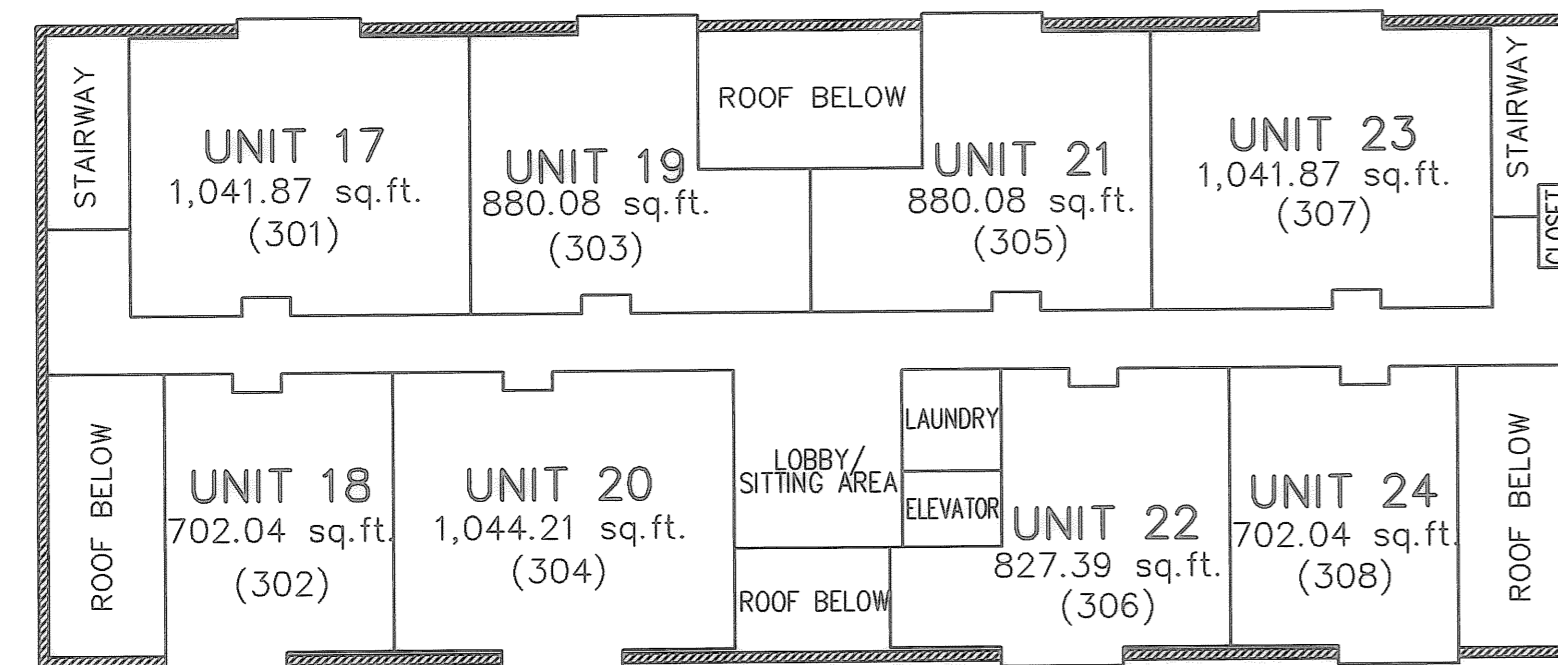 STAIRWAY
UNIT 17
1,041.87 sq.ft.
(301)
UNIT 19
880.08 sq.ft.
(303)
ROOF BELOW
UNIT 21
880.08 sq.ft.
(305)
UNIT 23
1,041.87 sq.ft.
(307)
STAIRWAY
CLOSET
ROOF BELOW
UNIT 18
702.04 sq.ft.
(302)
UNIT 20
1,044.21 sq.ft.
(304)
LOBBY/
SITTING AREA
LAUNDRY
ELEVATOR
ROOF BELOW
UNIT 22
827.39 sq.ft.
(306)
UNIT 24
702.04 sq.ft.
(308)
ROOF BELOW